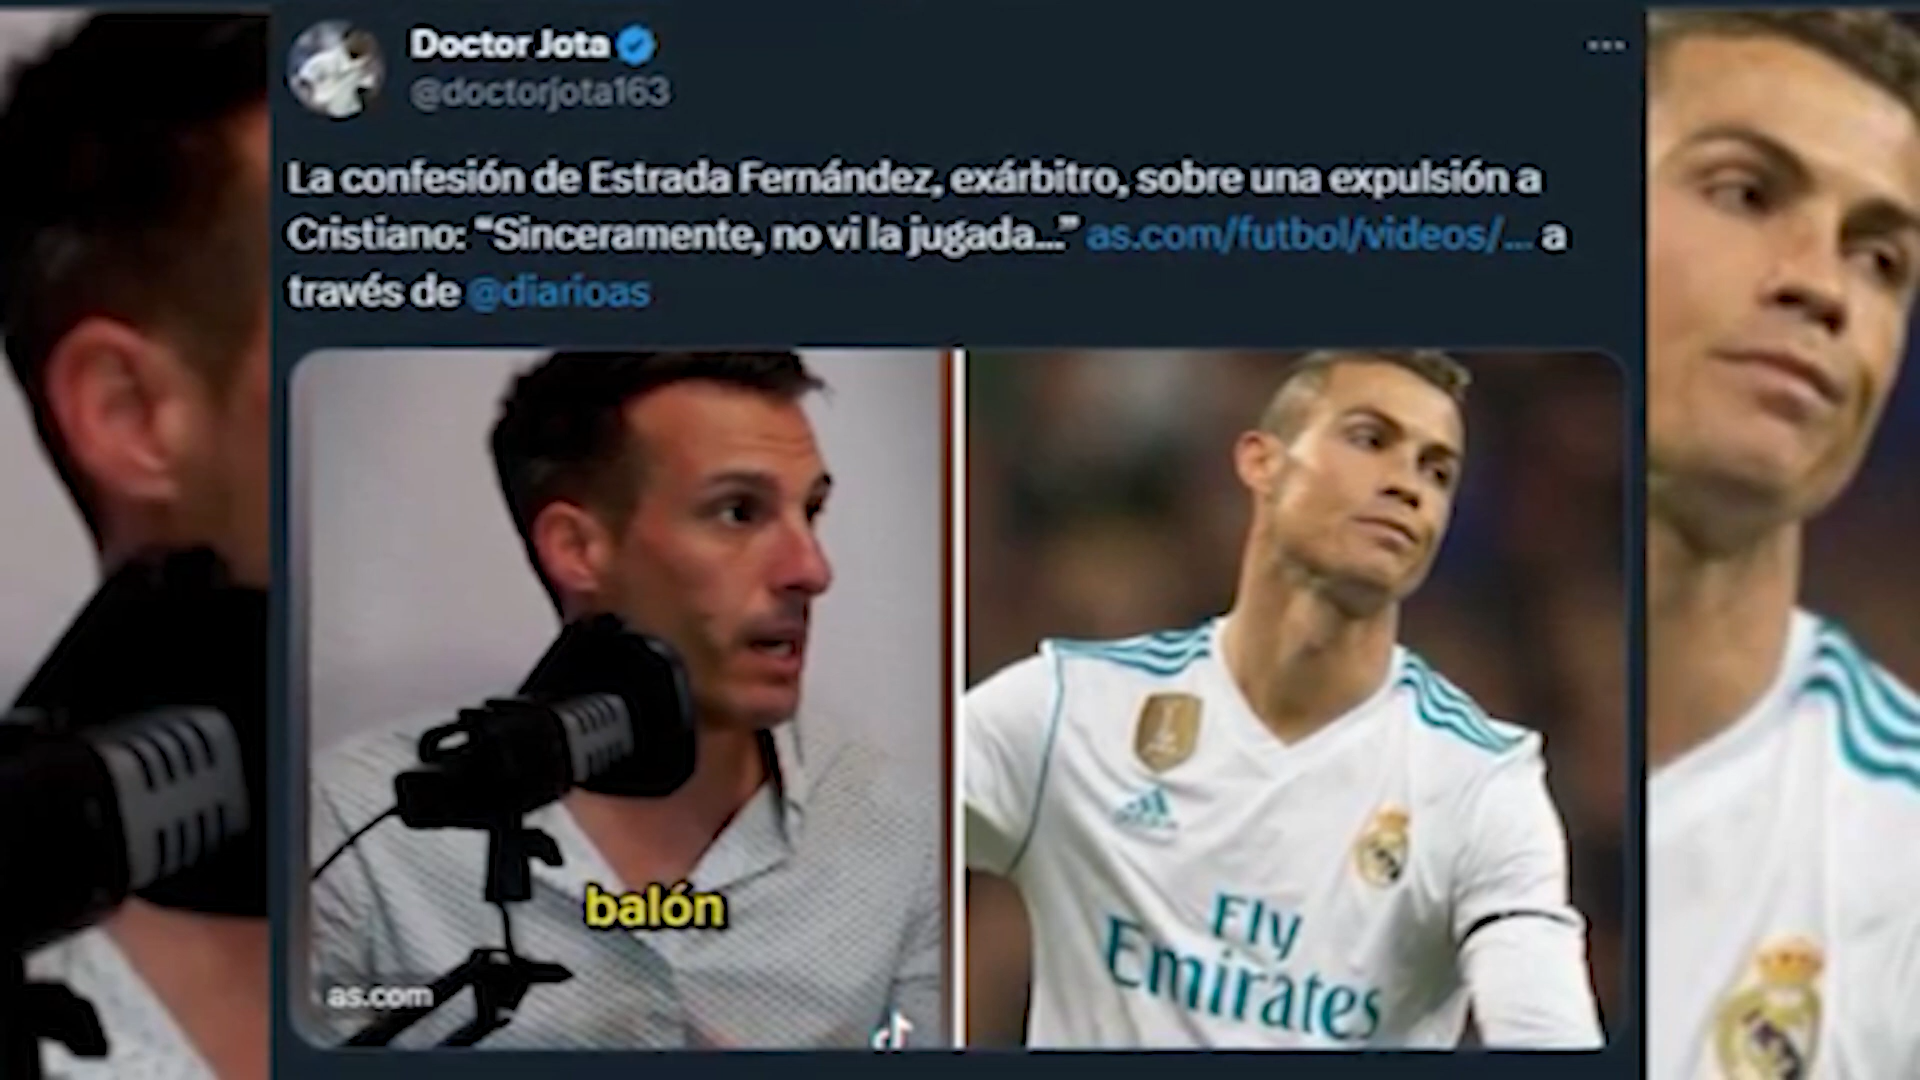 Doctor Jota
@doctorjota163
La confesión de Estrada Fernández, exárbitro, sobre una expulsión a
Cristiano: “Sinceramente, no vi la jugada...” as.com/futbol/videos/... a
través de @diarioas
balón
as.com
Fly
Emirates